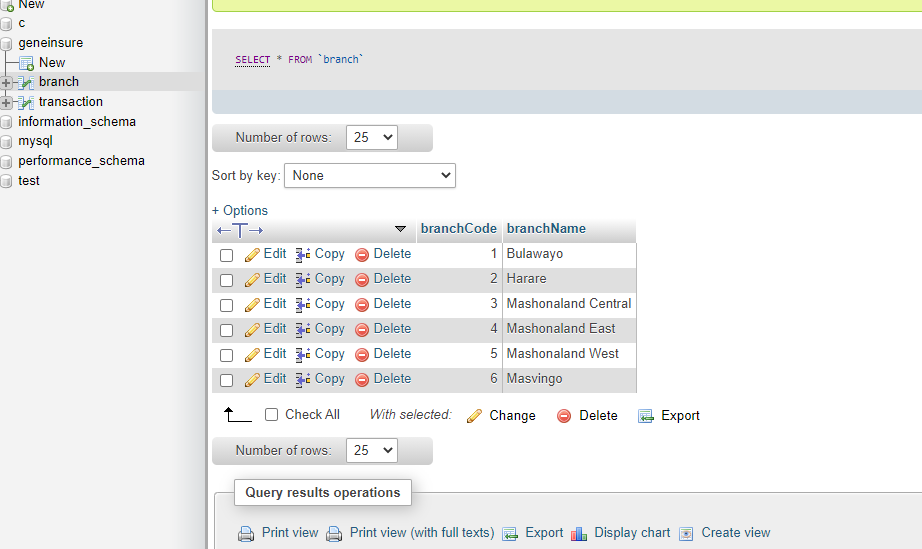 New
c
geneinsure
New
branch
transaction
information_schema
mysql
performance_schema
test
SELECT * FROM `branch`
Number of rows: 25
Sort by key: None
+ Options
←T→ branchCode branchName
Edit Copy Delete 1 Bulawayo
Edit Copy Delete 2 Harare
Edit Copy Delete 3 Mashonaland Central
Edit Copy Delete 4 Mashonaland East
Edit Copy Delete 5 Mashonaland West
Edit Copy Delete 6 Masvingo
Check All With selected: Change Delete Export
Number of rows: 25
Query results operations
Print view Print view (with full texts) Export Display chart Create view